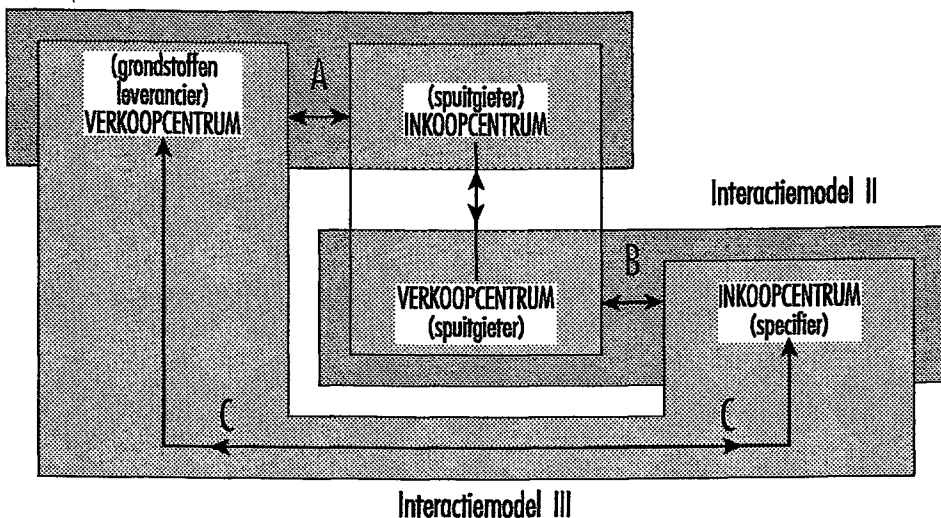 (grondstoffen
leverancier)
VERKOOPCENTRUM
A
(spuitgieter)
INKOOPCENTRUM
Interactiemodel II
B
VERKOOPCENTRUM
(spuitgieter)
INKOOPCENTRUM
(specifier)
C
C
Interactiemodel III